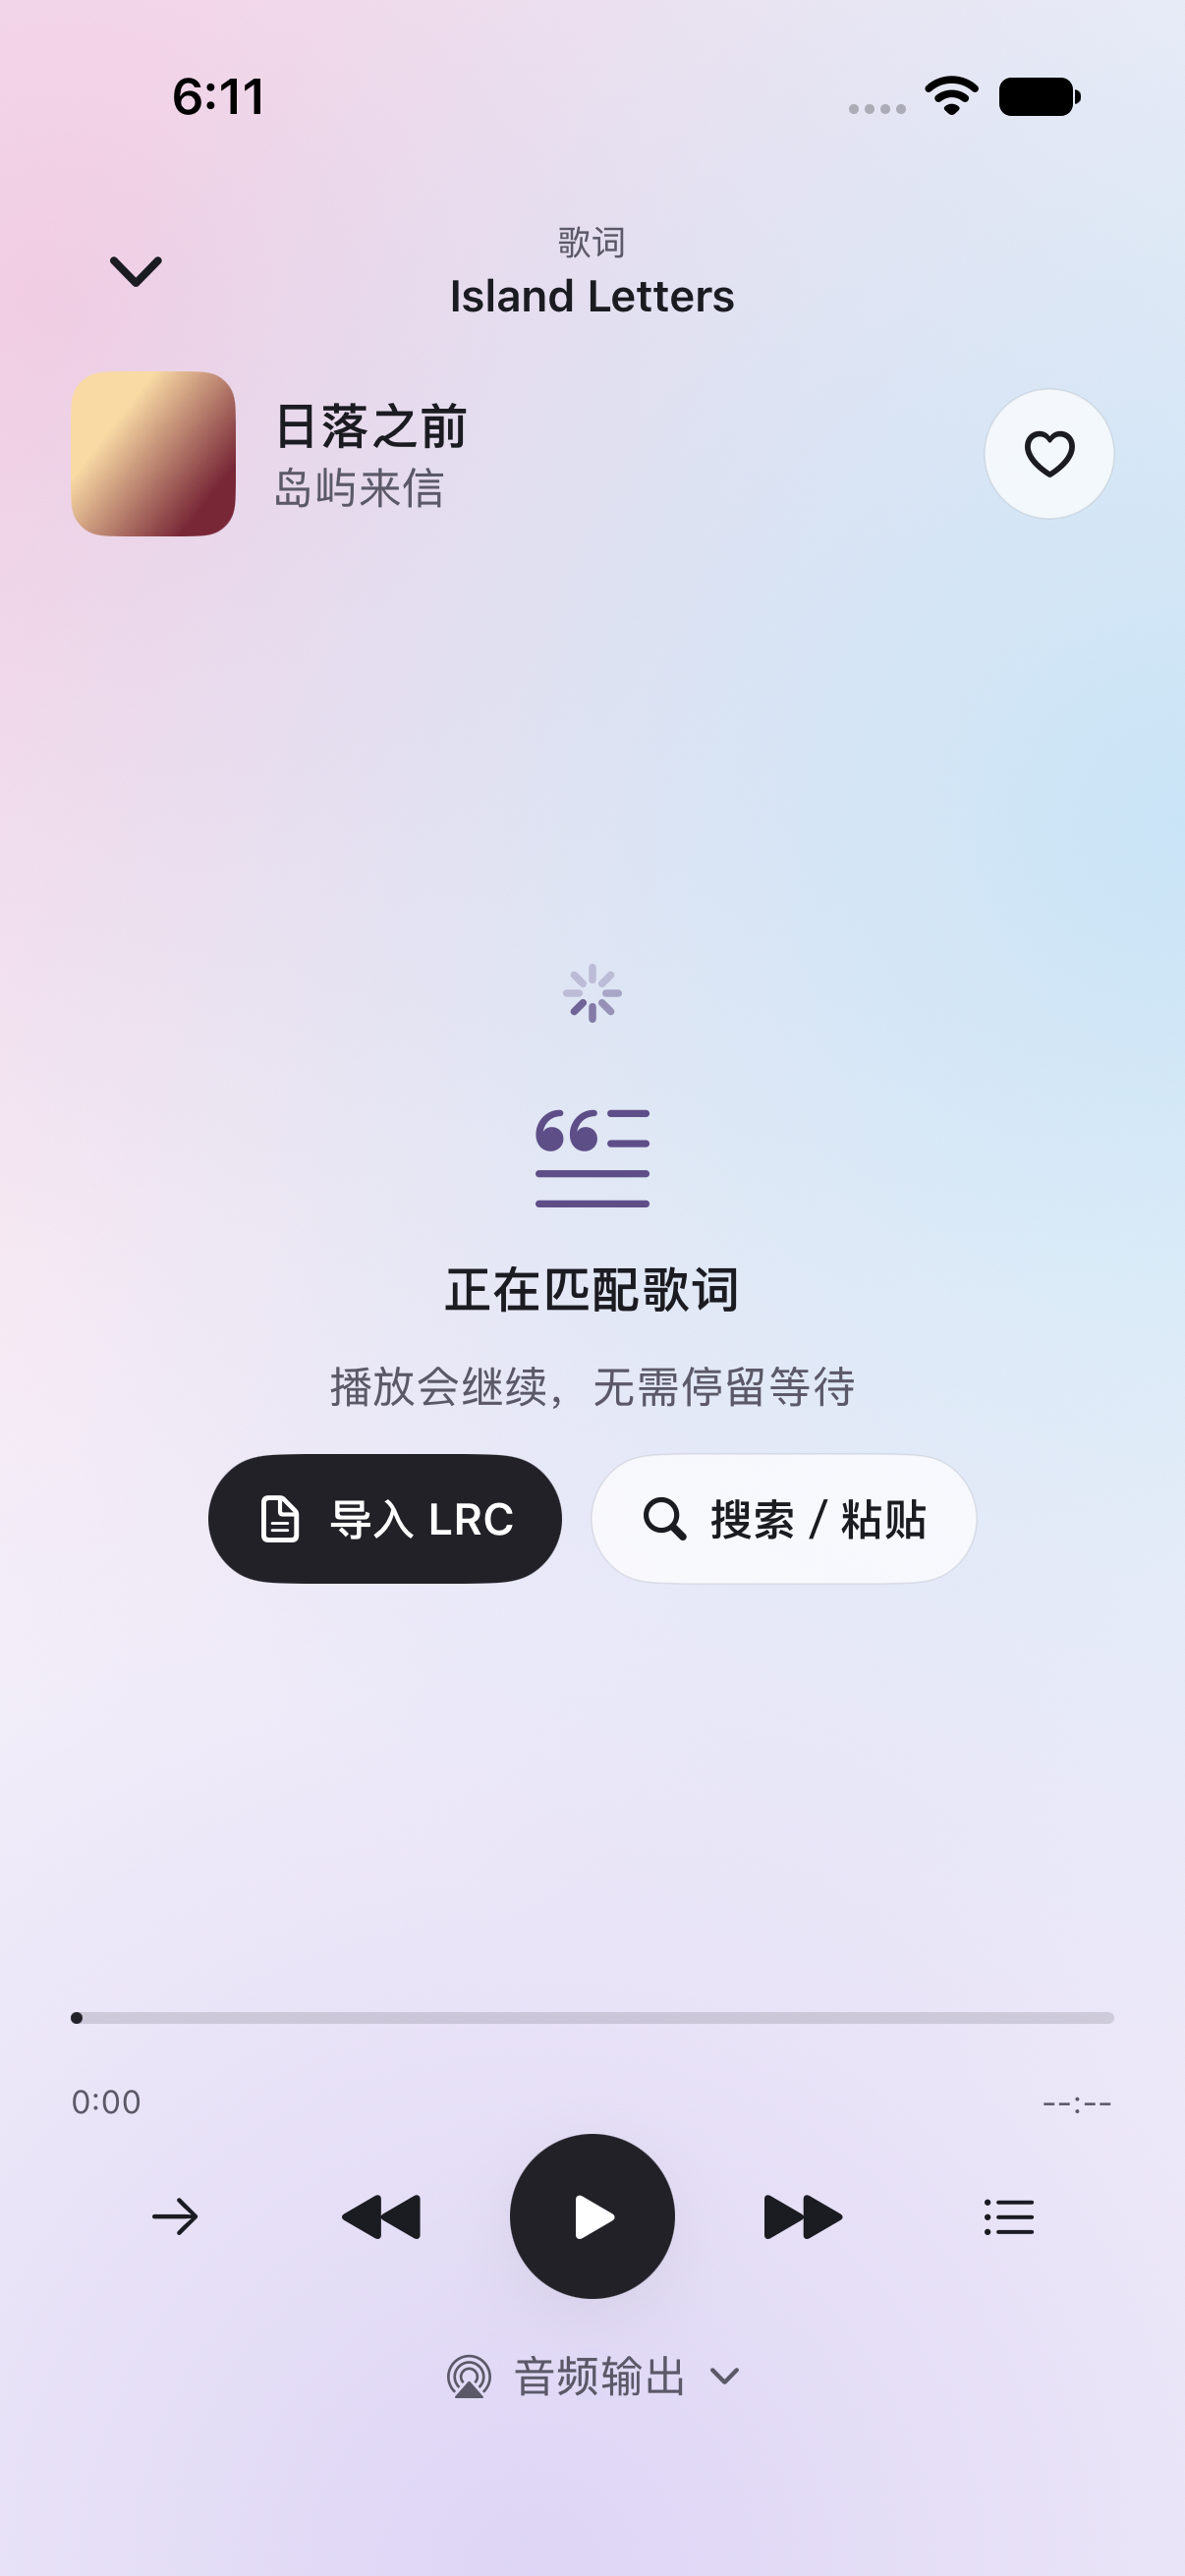 6:11
歌词
Island Letters
日落之前
岛屿来信
正在匹配歌词
播放会继续，无需停留等待
导入 LRC
搜索 / 粘贴
0:00
--:--
音频输出